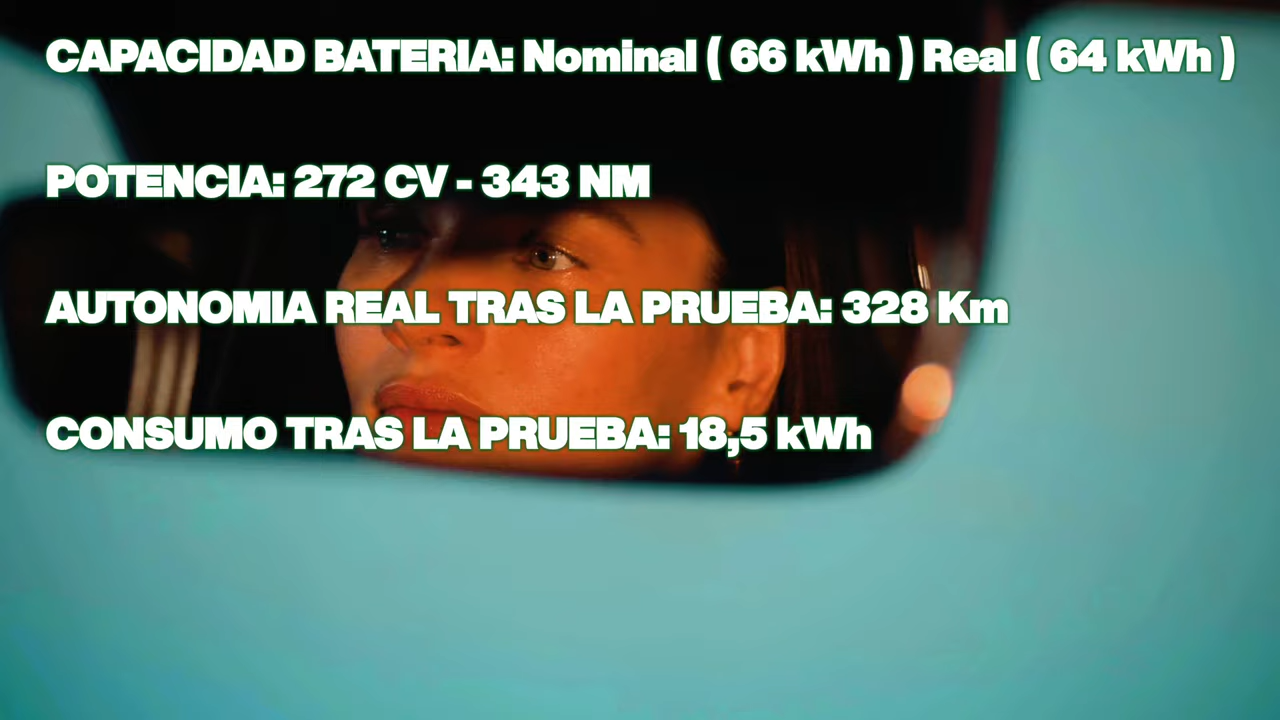 CAPACIDAD BATERIA: Nominal ( 66 kWh ) Real ( 64 kWh )
POTENCIA: 272 CV - 343 NM
AUTONOMIA REAL TRAS LA PRUEBA: 328 Km
CONSUMO TRAS LA PRUEBA: 18,5 kWh